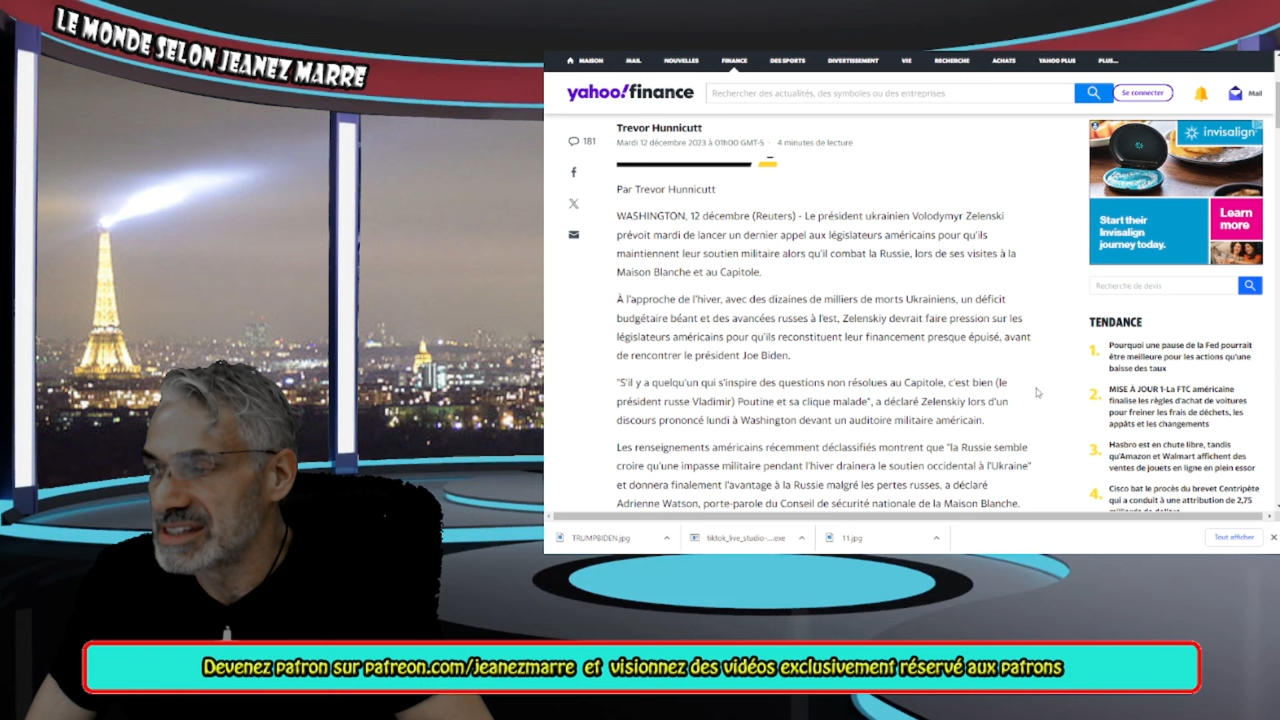 LE MONDE SELON JEANEZ MARRE
MAISON MAIL NOUVELLES FINANCE DES SPORTS DIVERTISSEMENT VIE RECHERCHE ACHATS YAHOO PLUS PLUS...
yahoo!finance
Rechercher des actualités, des symboles ou des entreprises
Se connecter
Mail
Trevor Hunnicutt
Mardi 12 décembre 2023 à 01h00 GMT-5 · 4 minutes de lecture
181
Par Trevor Hunnicutt
WASHINGTON, 12 décembre (Reuters) - Le président ukrainien Volodymyr Zelenski
prévoit mardi de lancer un dernier appel aux législateurs américains pour qu'ils
maintiennent leur soutien militaire alors qu'il combat la Russie, lors de ses visites à la
Maison Blanche et au Capitole.
À l'approche de l'hiver, avec des dizaines de milliers de morts Ukrainiens, un déficit
budgétaire béant et des avancées russes à l'est, Zelenskiy devrait faire pression sur les
législateurs américains pour qu'ils reconstituent leur financement presque épuisé, avant
de rencontrer le président Joe Biden.
"S'il y a quelqu'un qui s'inspire des questions non résolues au Capitole, c'est bien (le
président russe Vladimir) Poutine et sa clique malade", a déclaré Zelenskiy lors d'un
discours prononcé lundi à Washington devant un auditoire militaire américain.
Les renseignements américains récemment déclassifiés montrent que "la Russie semble
croire qu'une impasse militaire pendant l'hiver drainera le soutien occidental à l'Ukraine"
et donnera finalement l'avantage à la Russie malgré les pertes russes, a déclaré
Adrienne Watson, porte-parole du Conseil de sécurité nationale de la Maison Blanche.
invisalign
Start their
Invisalign
journey today.
Learn
more
Recherche de devis
TENDANCE
1. Pourquoi une pause de la Fed pourrait
être meilleure pour les actions qu'une
baisse des taux
2. MISE À JOUR 1-La FTC américaine
finalise les règles d'achat de voitures
pour freiner les frais de déchets, les
appâts et les changements
3. Hasbro est en chute libre, tandis
qu'Amazon et Walmart affichent des
ventes de jouets en ligne en plein essor
4. Cisco bat le procès du brevet Centripète
qui a conduit à une attribution de 2,75
TRUMPBIDEN.jpg
tiktok_live_studio-....exe
11.jpg
Tout afficher
Devenez patron sur patreon.com/jeanezmarre et visionnez des vidéos exclusivement réservé aux patrons